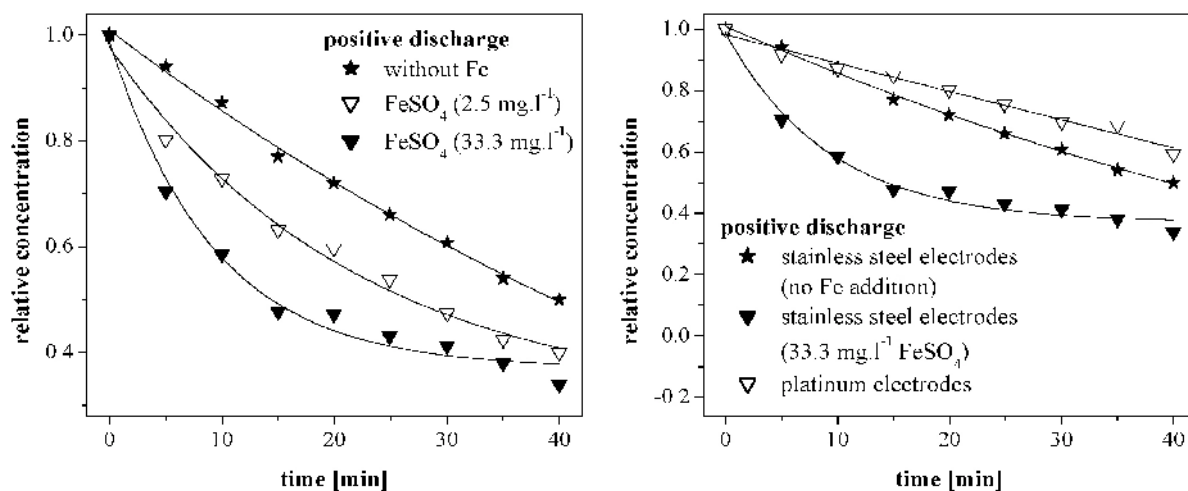 positive discharge
without Fe
FeSO₄ (2.5 mg.l⁻¹)
FeSO₄ (33.3 mg.l⁻¹)
relative concentration
1.0
0.8
0.6
0.4
0
10
20
30
40
time [min]
relative concentration
1.0
0.8
0.6
0.4
0.2
0.0
-0.2
positive discharge
stainless steel electrodes
(no Fe addition)
stainless steel electrodes
(33.3 mg.l⁻¹ FeSO₄)
platinum electrodes
0
10
20
30
40
time [min]